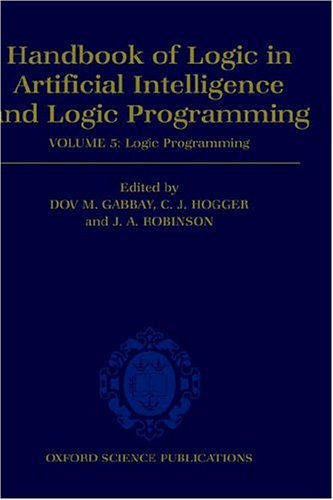 Handbook of Logic in
Artificial Intelligence
and Logic Programming
VOLUME 5: Logic Programming
Edited by
DOV M. GABBAY, C. J. HOGGER
and J. A. ROBINSON
OXFORD SCIENCE PUBLICATIONS